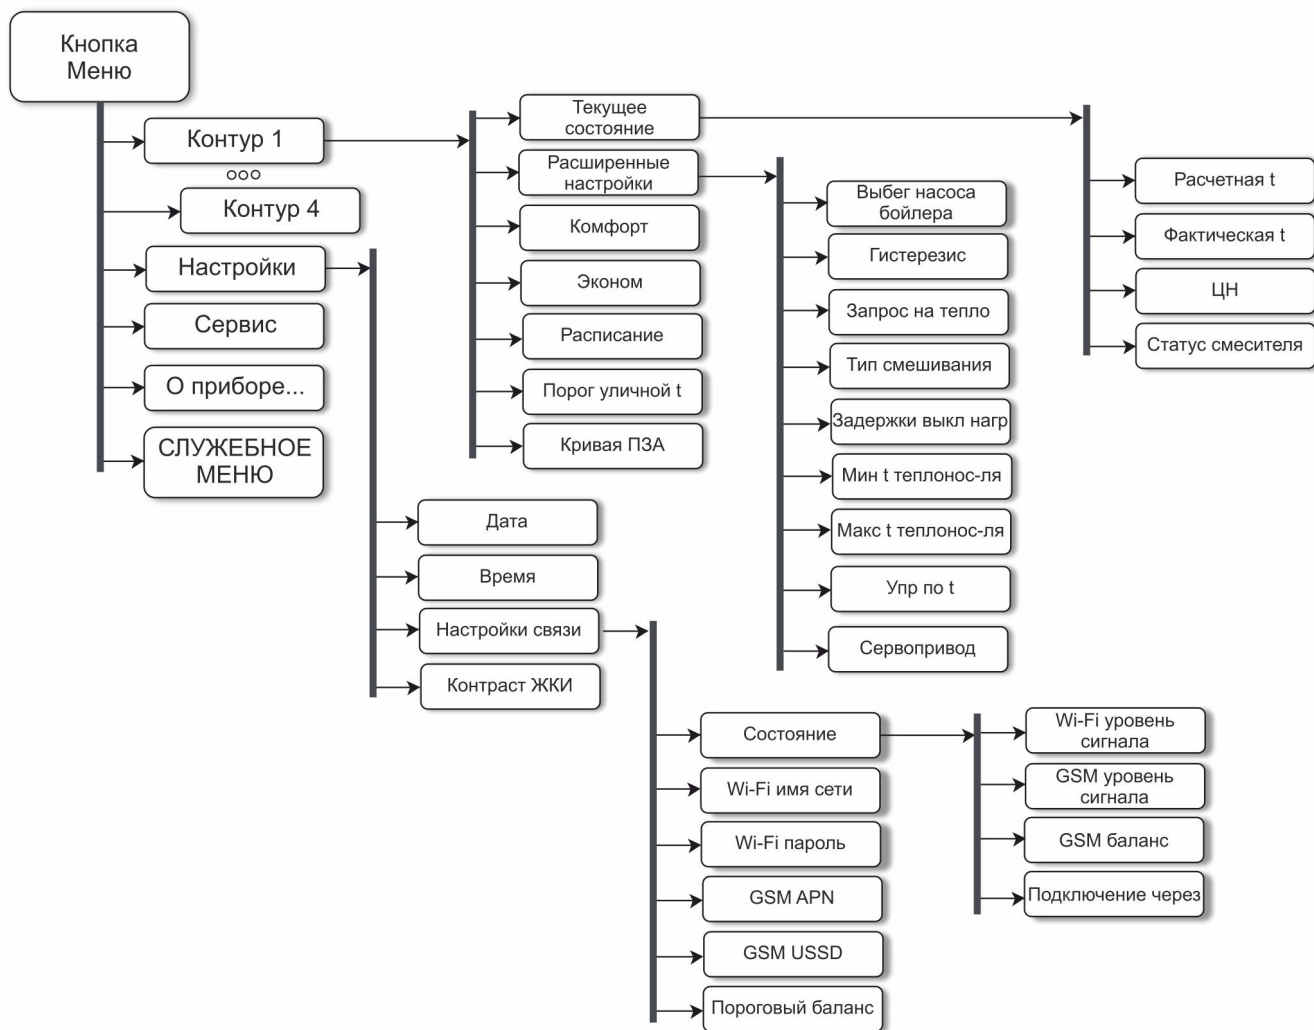 Кнопка
Меню
Контур 1
Контур 4
Настройки
Сервис
О приборе...
СЛУЖЕБНОЕ
МЕНЮ
Текущее
состояние
Расширенные
настройки
Комфорт
Эконом
Расписание
Порог уличной t
Кривая ПЗА
Расчетная t
Фактическая t
ЦН
Статус смесителя
Выбег насоса
бойлера
Гистерезис
Запрос на тепло
Тип смешивания
Задержки выкл нагр
Мин t теплонос-ля
Макс t теплонос-ля
Упр по t
Сервопривод
Дата
Время
Настройки связи
Контраст ЖКИ
Состояние
Wi-Fi имя сети
Wi-Fi пароль
GSM APN
GSM USSD
Пороговый баланс
Wi-Fi уровень
сигнала
GSM уровень
сигнала
GSM баланс
Подключение через